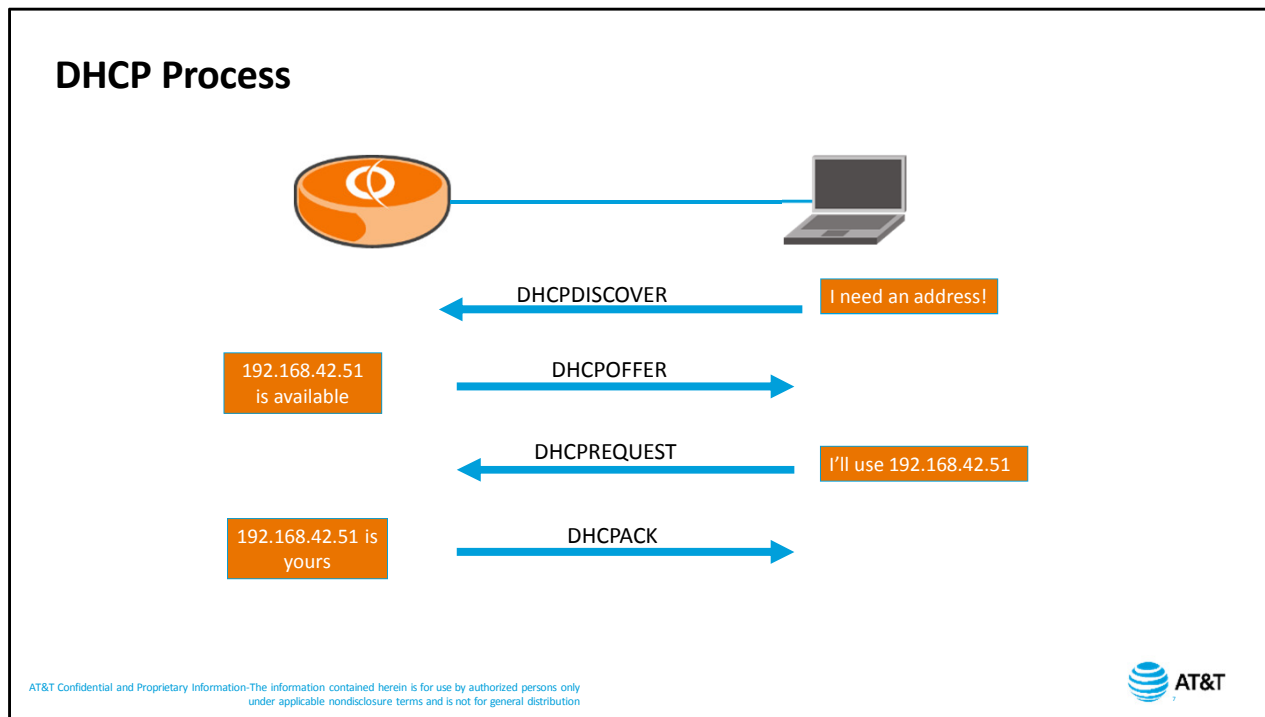 DHCP Process
DHCPDISCOVER
I need an address!
192.168.42.51
is available
DHCPOFFER
DHCPREQUEST
I’ll use 192.168.42.51
192.168.42.51 is
yours
DHCPACK
AT&T Confidential and Proprietary Information-The information contained herein is for use by authorized persons only
under applicable nondisclosure terms and is not for general distribution
AT&T
7